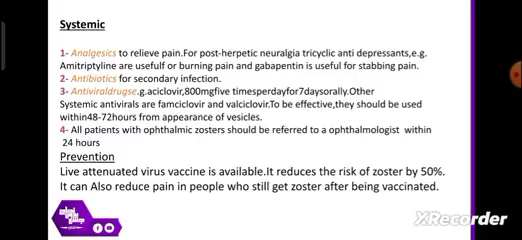 Systemic
1- Analgesics to relieve pain.For post-herpetic neuralgia tricyclic anti depressants,e.g.
Amitriptyline are usefulf or burning pain and gabapentin is useful for stabbing pain.
2- Antibiotics for secondary infection.
3- Antiviraldrugse.g.aciclovir,800mgfive timesperdayfor7daysorally.Other
Systemic antivirals are famciclovir and valciclovir.To be effective,they should be used
within48-72hours from appearance of vesicles.
4- All patients with ophthalmic zosters should be referred to a ophthalmologist within
24 hours
Prevention
Live attenuated virus vaccine is available.It reduces the risk of zoster by 50%.
It can Also reduce pain in people who still get zoster after being vaccinated.
XRecorder